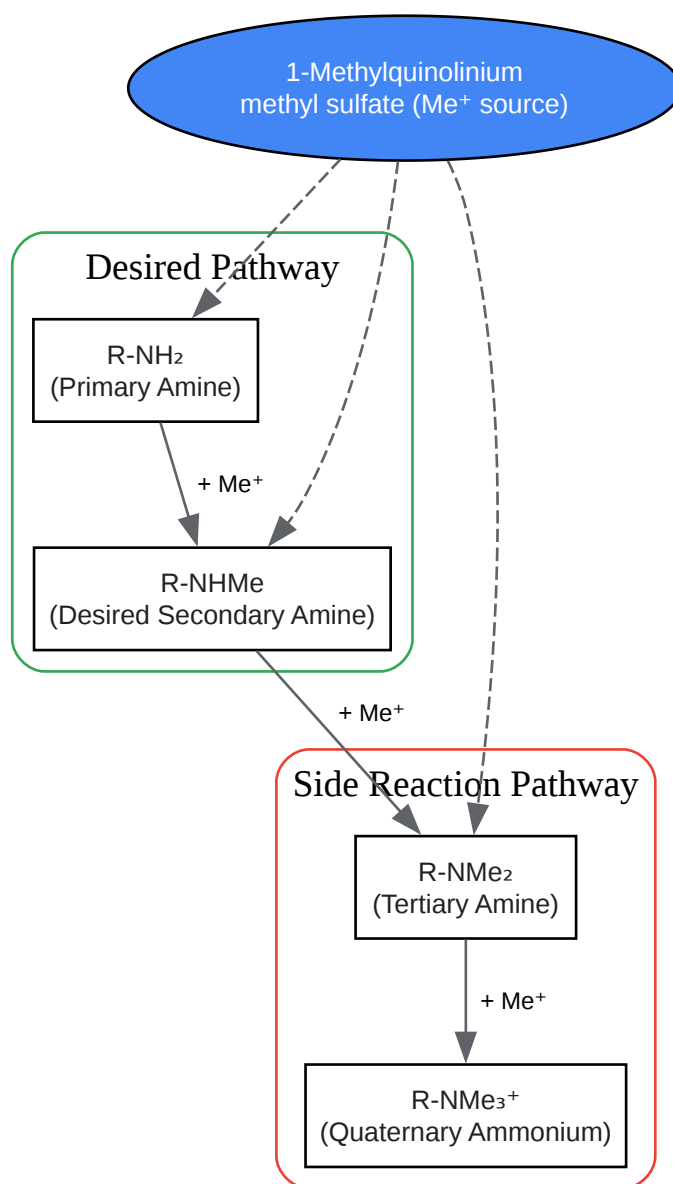 1-Methylquinolinium
methyl sulfate (Me⁺ source)
Desired Pathway
R-NH₂
(Primary Amine)
+ Me⁺
R-NHMe
(Desired Secondary Amine)
+ Me⁺
Side Reaction Pathway
R-NMe₂
(Tertiary Amine)
+ Me⁺
R-NMe₃⁺
(Quaternary Ammonium)